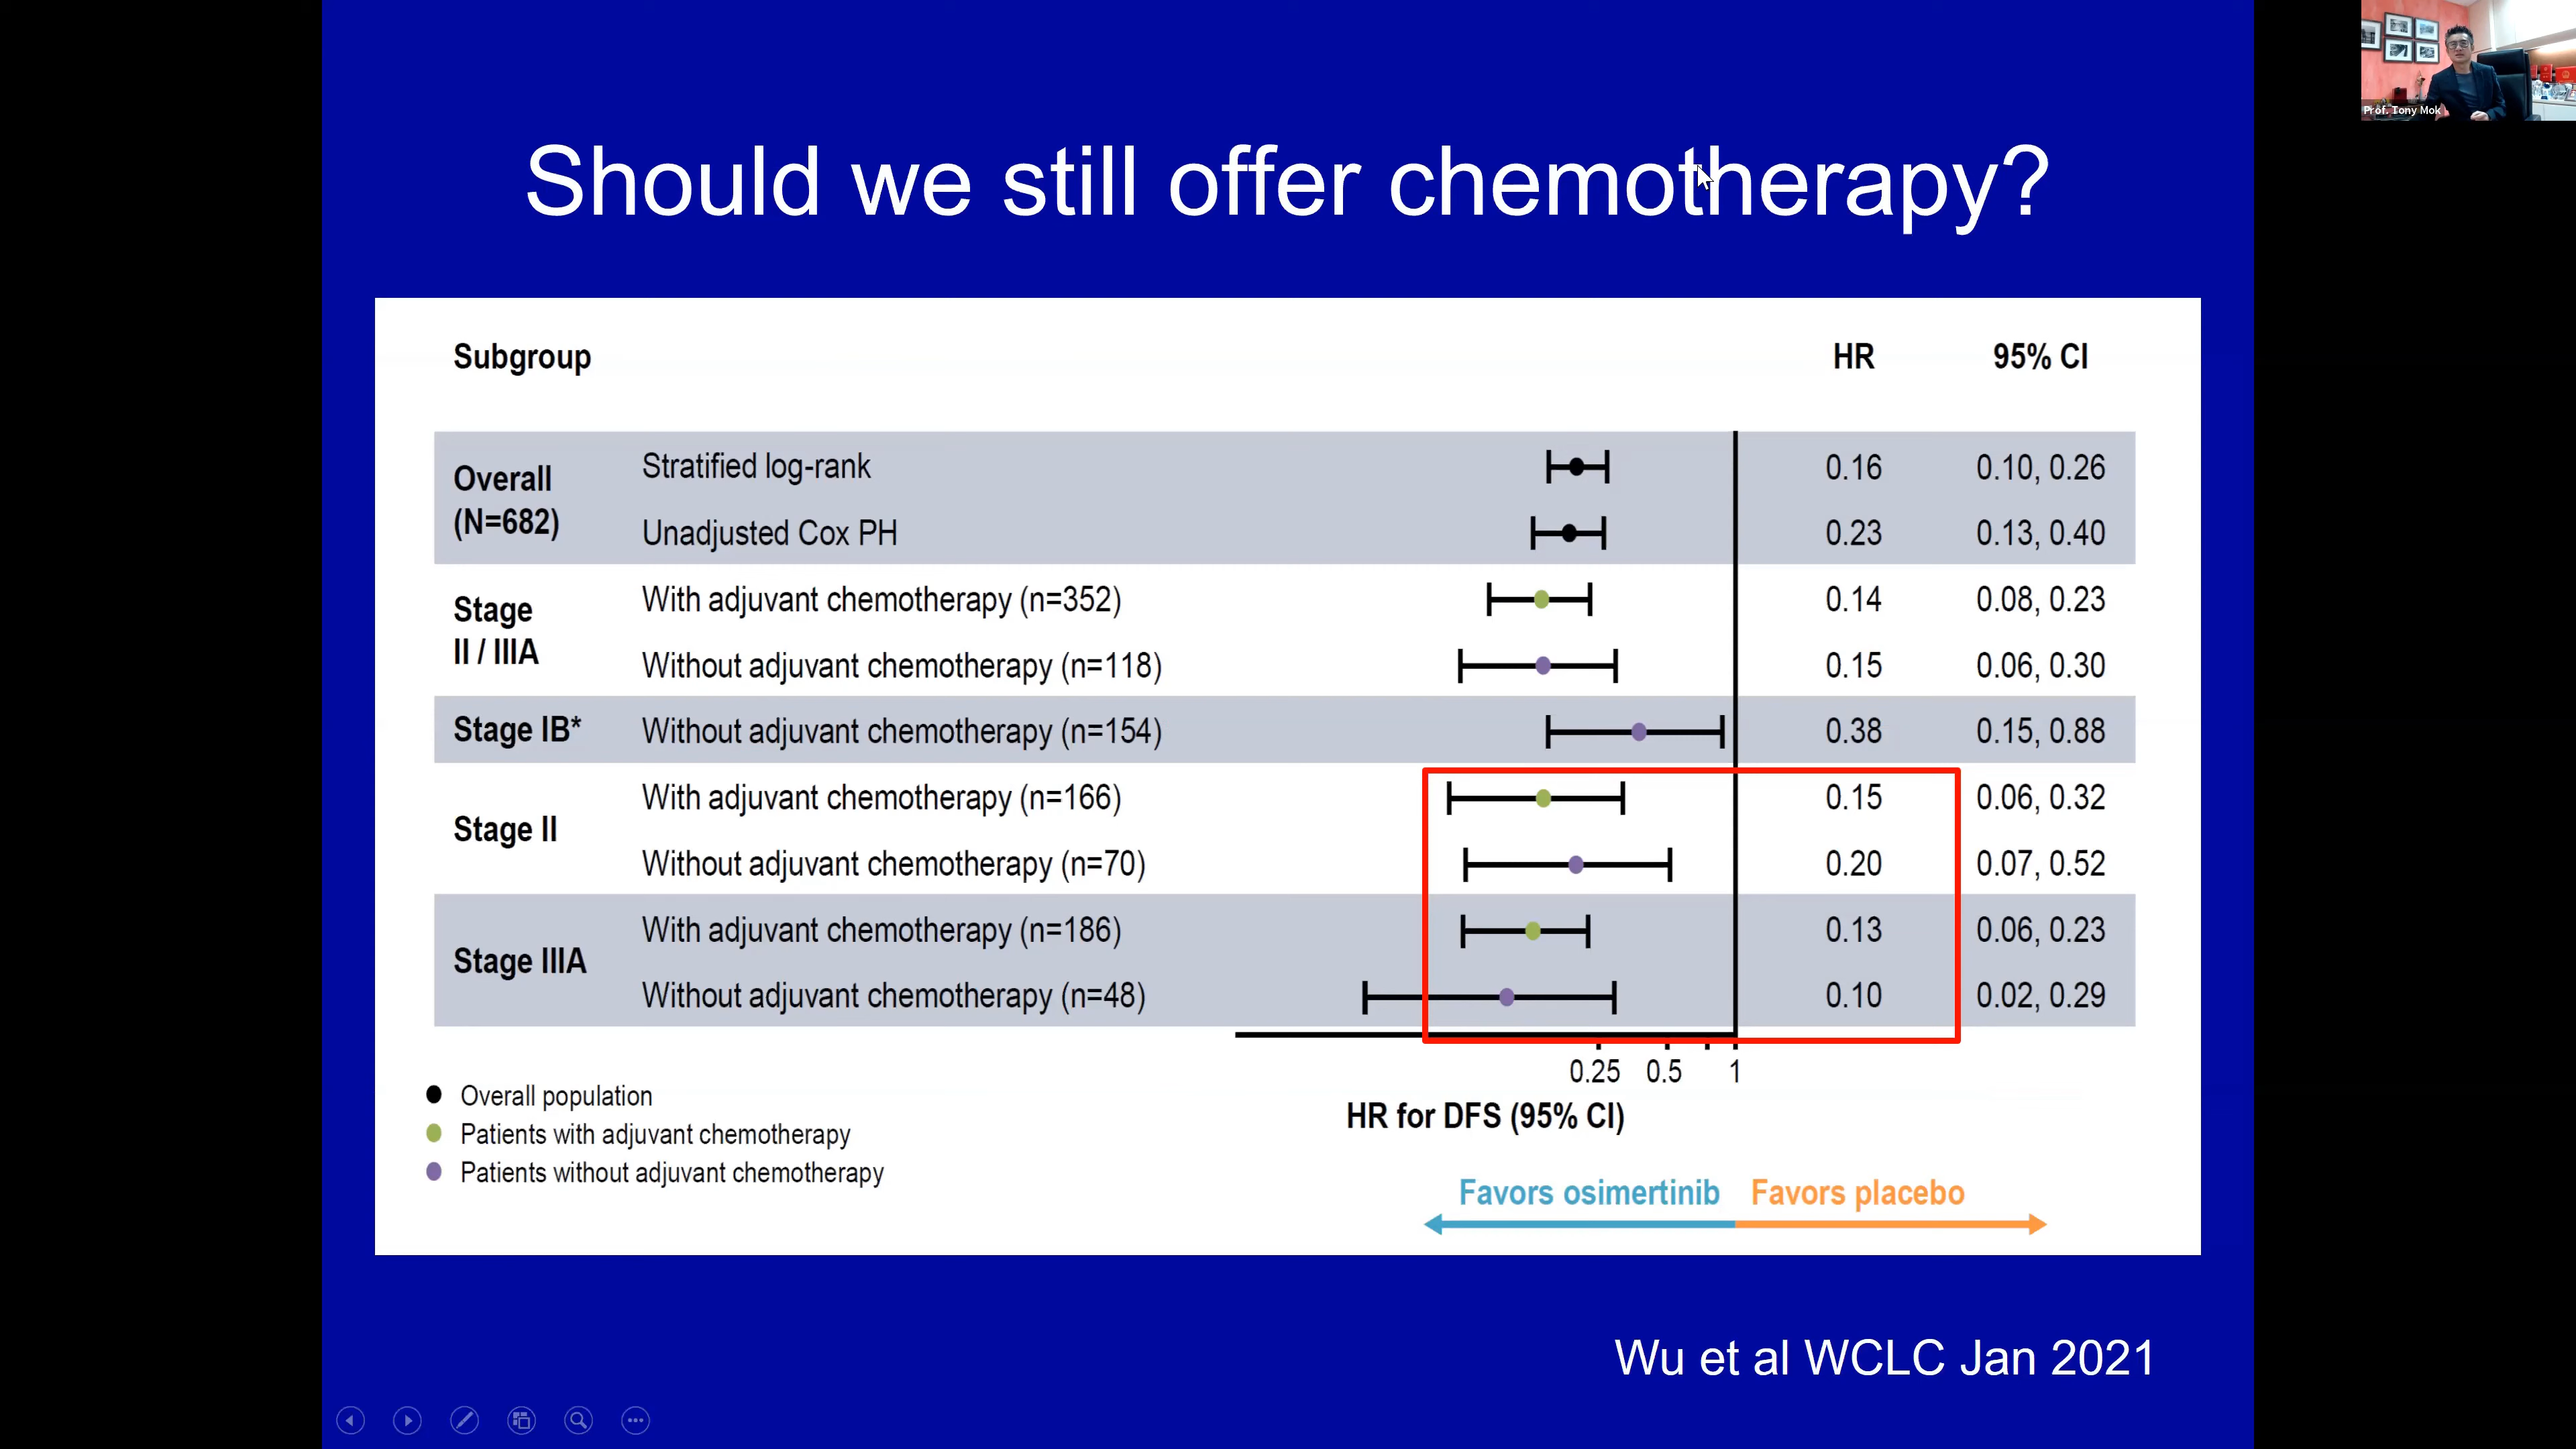 Prof. Tony Mok
Should we still offer chemotherapy?
Subgroup HR 95% CI
Overall (N=682)
Stratified log-rank 0.16 0.10, 0.26
Unadjusted Cox PH 0.23 0.13, 0.40
Stage II / IIIA
With adjuvant chemotherapy (n=352) 0.14 0.08, 0.23
Without adjuvant chemotherapy (n=118) 0.15 0.06, 0.30
Stage IB* Without adjuvant chemotherapy (n=154) 0.38 0.15, 0.88
Stage II
With adjuvant chemotherapy (n=166) 0.15 0.06, 0.32
Without adjuvant chemotherapy (n=70) 0.20 0.07, 0.52
Stage IIIA
With adjuvant chemotherapy (n=186) 0.13 0.06, 0.23
Without adjuvant chemotherapy (n=48) 0.10 0.02, 0.29
0.25 0.5 1
HR for DFS (95% CI)
Overall population
Patients with adjuvant chemotherapy
Patients without adjuvant chemotherapy
Favors osimertinib Favors placebo
Wu et al WCLC Jan 2021